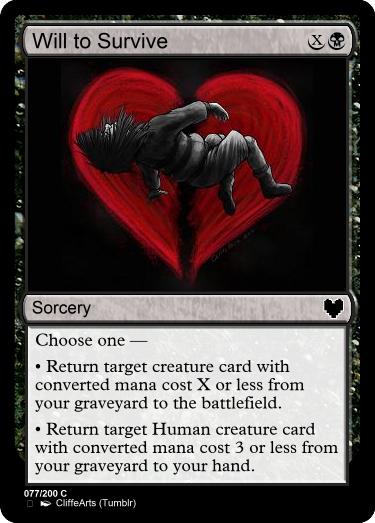 Will to Survive X
Sorcery
Choose one —
• Return target creature card with
converted mana cost X or less from
your graveyard to the battlefield.
• Return target Human creature card
with converted mana cost 3 or less from
your graveyard to your hand.
077/200 C
CliffeArts (Tumblr)